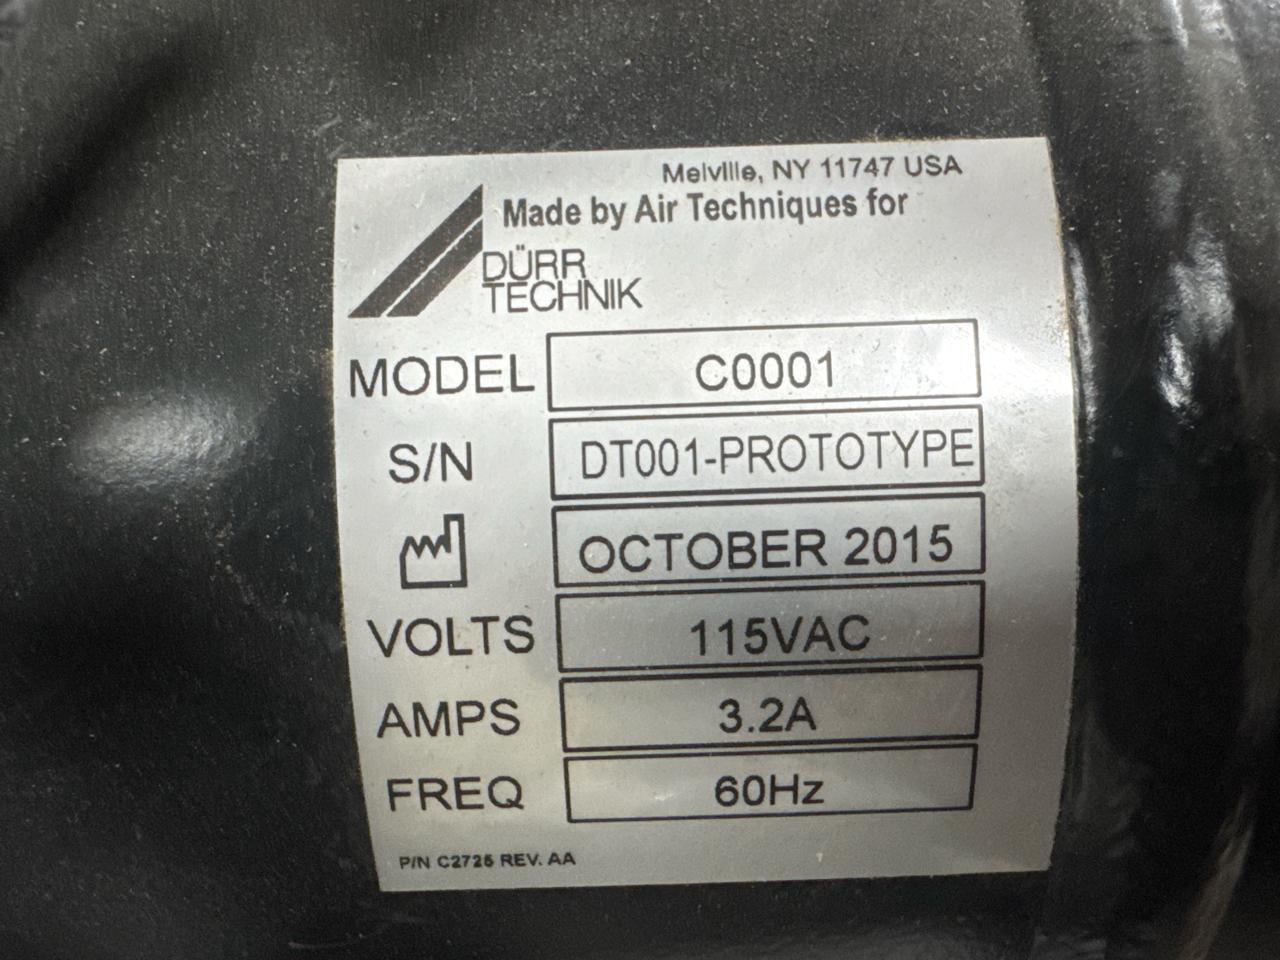 Melville, NY 11747 USA
Made by Air Techniques for
DÜRR
TECHNIK
MODEL C0001
S/N DT001-PROTOTYPE
OCTOBER 2015
VOLTS 115VAC
AMPS 3.2A
FREQ 60Hz
P/N C2725 REV. AA